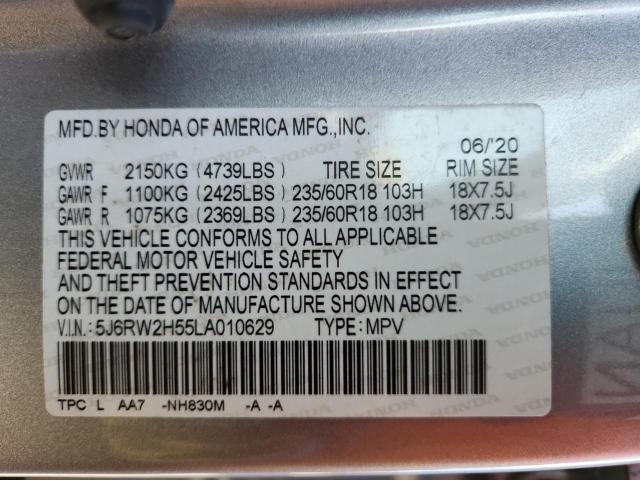 MFD.BY HONDA OF AMERICA MFG.,INC.
06/'20
GVWR 2150KG (4739LBS) TIRE SIZE RIM SIZE
GAWR F 1100KG (2425LBS) 235/60R18 103H 18X7.5J
GAWR R 1075KG (2369LBS) 235/60R18 103H 18X7.5J
THIS VEHICLE CONFORMS TO ALL APPLICABLE
FEDERAL MOTOR VEHICLE SAFETY
AND THEFT PREVENTION STANDARDS IN EFFECT
ON THE DATE OF MANUFACTURE SHOWN ABOVE.
V.I.N.: 5J6RW2H55LA010629 TYPE: MPV
TPC L AA7 -NH830M -A -A